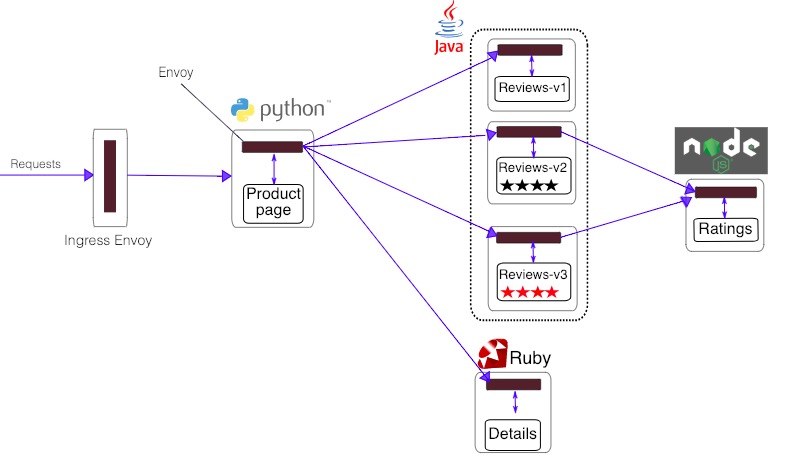 Java
Envoy
python™
Reviews-v1
Requests
Ingress Envoy
Product
page
Reviews-v2
node
JS
Ratings
Reviews-v3
Ruby
Details